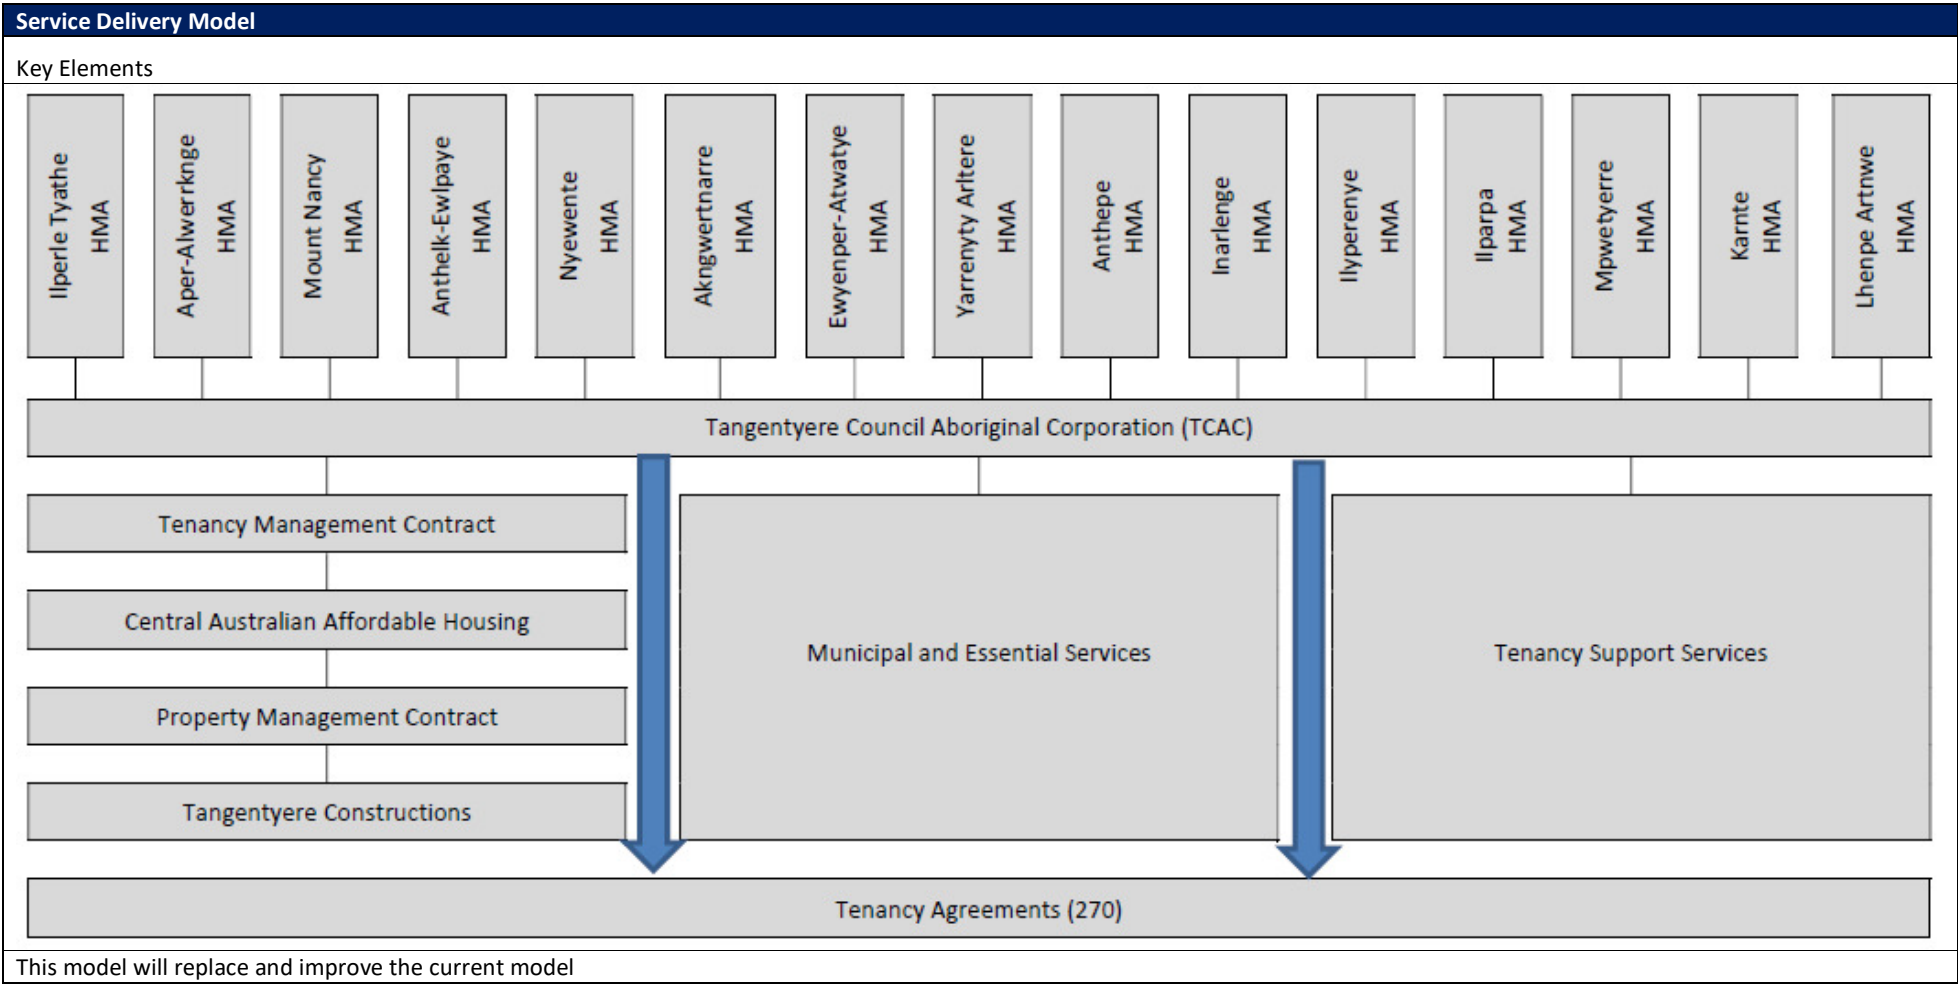 Service Delivery Model
Key Elements
Ilperle Tyathe
HMA
Aper-Alwerrknge
HMA
Mount Nancy
HMA
Anthelk-Ewlpaye
HMA
Nyewente
HMA
Akngwertnarre
HMA
Ewyenper-Atwatye
HMA
Yarrenyty Arltere
HMA
Anthepe
HMA
Inarlenge
HMA
Ilyperenye
HMA
Ilparpa
HMA
Mpwetyerre
HMA
Karnte
HMA
Lhenpe Artnwe
HMA
Tangentyere Council Aboriginal Corporation (TCAC)
Tenancy Management Contract
Central Australian Affordable Housing
Property Management Contract
Tangentyere Constructions
Municipal and Essential Services
Tenancy Support Services
Tenancy Agreements (270)
This model will replace and improve the current model